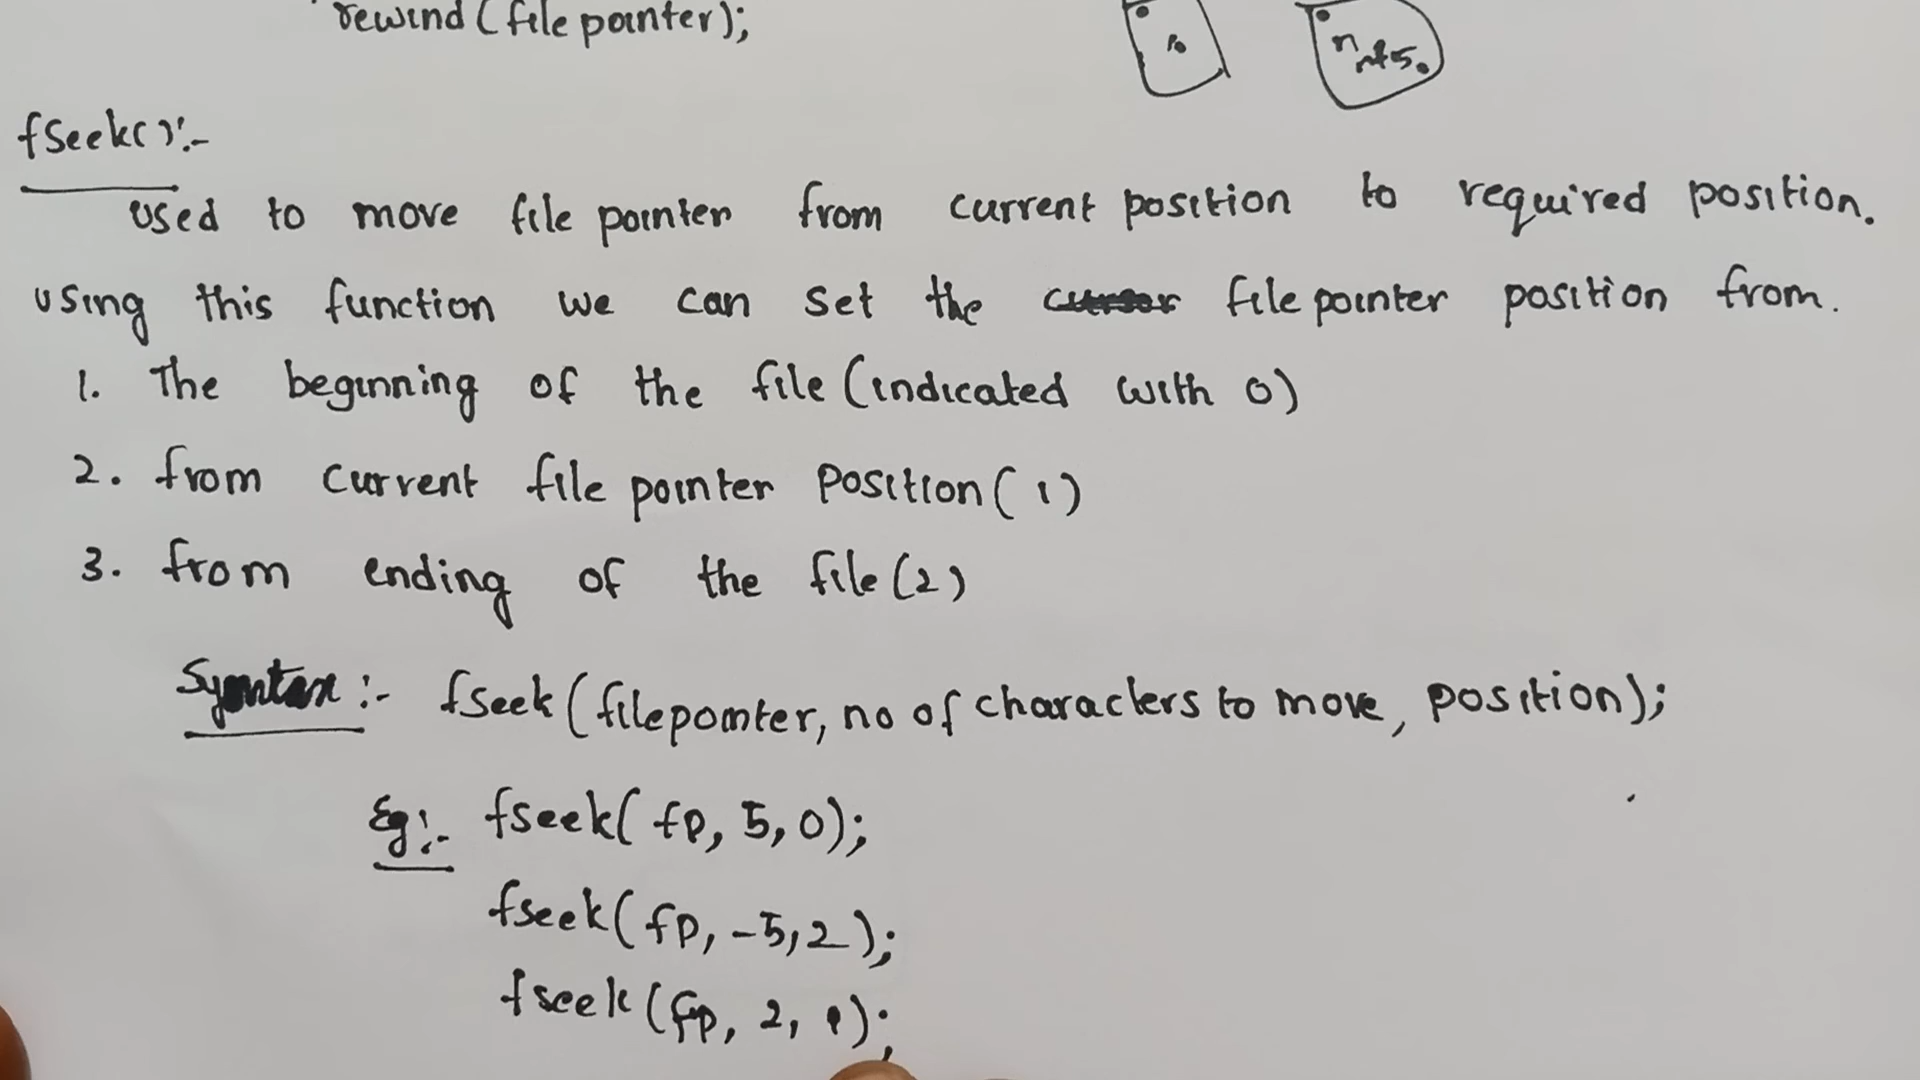 rewind (file pointer);
10
n n+5
fseek():-
used to move file pointer from current position to required position.
using this function we can set the file pointer position from.
1. The beginning of the file (indicated with 0)
2. from current file pointer position (1)
3. from ending of the file (2)
Syntax :- fseek (filepointer, no of characters to move, position);
Eg:- fseek( fp, 5, 0);
fseek( fp, -5, 2);
fseek (fp, 2, 1);